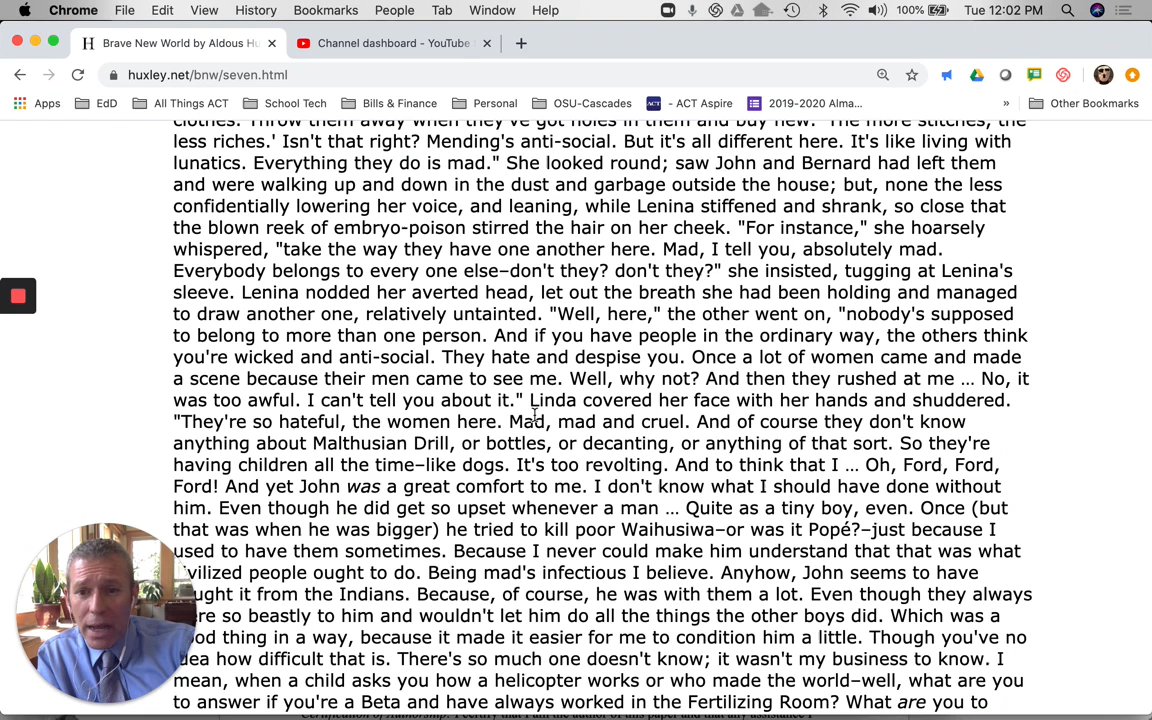 Chrome File Edit View History Bookmarks People Tab Window Help 100% Tue 12:02 PM
H Brave New World by Aldous Hu Channel dashboard - YouTube
huxley.net/bnw/seven.html
Apps EdD All Things ACT School Tech Bills & Finance Personal OSU-Cascades ACT - ACT Aspire 2019-2020 Alma... » Other Bookmarks
clothes. Throw them away when they've got holes in them and buy new. 'The more stitches, the
less riches.' Isn't that right? Mending's anti-social. But it's all different here. It's like living with
lunatics. Everything they do is mad." She looked round; saw John and Bernard had left them
and were walking up and down in the dust and garbage outside the house; but, none the less
confidentially lowering her voice, and leaning, while Lenina stiffened and shrank, so close that
the blown reek of embryo-poison stirred the hair on her cheek. "For instance," she hoarsely
whispered, "take the way they have one another here. Mad, I tell you, absolutely mad.
Everybody belongs to every one else–don't they? don't they?" she insisted, tugging at Lenina's
sleeve. Lenina nodded her averted head, let out the breath she had been holding and managed
to draw another one, relatively untainted. "Well, here," the other went on, "nobody's supposed
to belong to more than one person. And if you have people in the ordinary way, the others think
you're wicked and anti-social. They hate and despise you. Once a lot of women came and made
a scene because their men came to see me. Well, why not? And then they rushed at me … No, it
was too awful. I can't tell you about it." Linda covered her face with her hands and shuddered.
"They're so hateful, the women here. Mad, mad and cruel. And of course they don't know
anything about Malthusian Drill, or bottles, or decanting, or anything of that sort. So they're
having children all the time–like dogs. It's too revolting. And to think that I … Oh, Ford, Ford,
Ford! And yet John was a great comfort to me. I don't know what I should have done without
him. Even though he did get so upset whenever a man … Quite as a tiny boy, even. Once (but
that was when he was bigger) he tried to kill poor Waihusiwa–or was it Popé?–just because I
used to have them sometimes. Because I never could make him understand that that was what
ivilized people ought to do. Being mad's infectious I believe. Anyhow, John seems to have
ught it from the Indians. Because, of course, he was with them a lot. Even though they always
re so beastly to him and wouldn't let him do all the things the other boys did. Which was a
od thing in a way, because it made it easier for me to condition him a little. Though you've no
dea how difficult that is. There's so much one doesn't know; it wasn't my business to know. I
mean, when a child asks you how a helicopter works or who made the world–well, what are you
to answer if you're a Beta and have always worked in the Fertilizing Room? What are you to